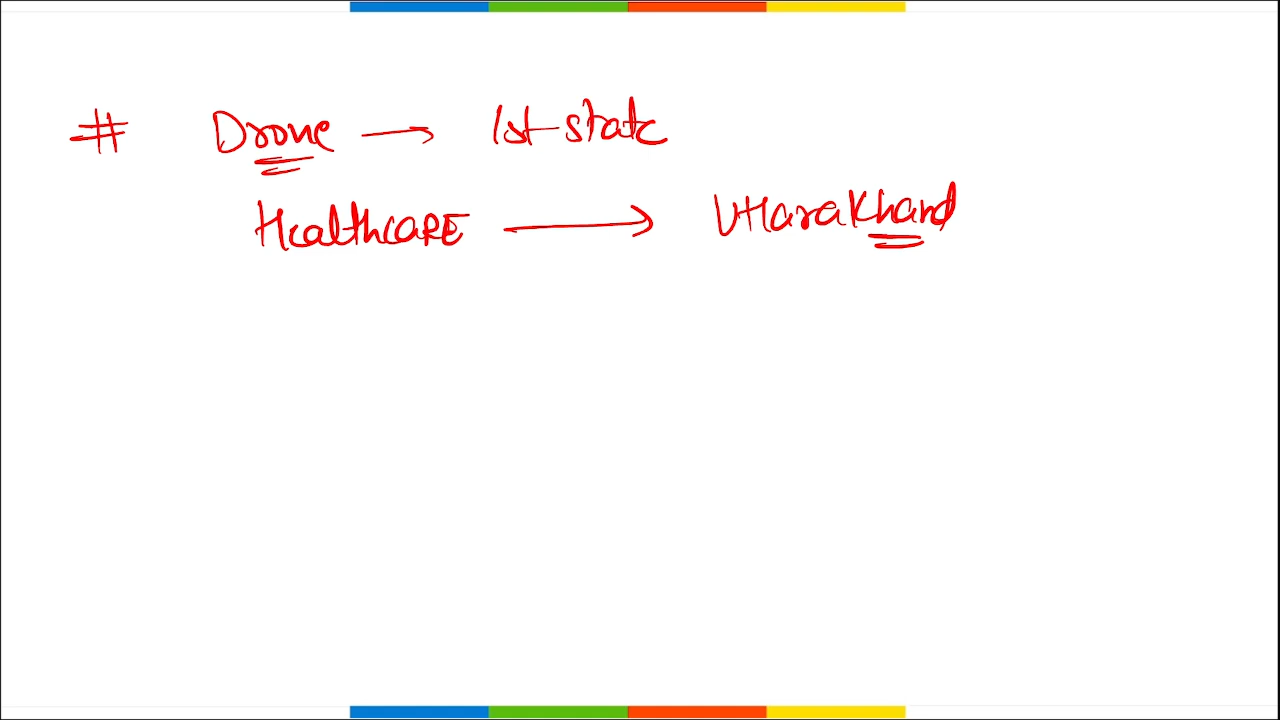 # Drone → 1st state
HealthcaRE → Uttarakhand